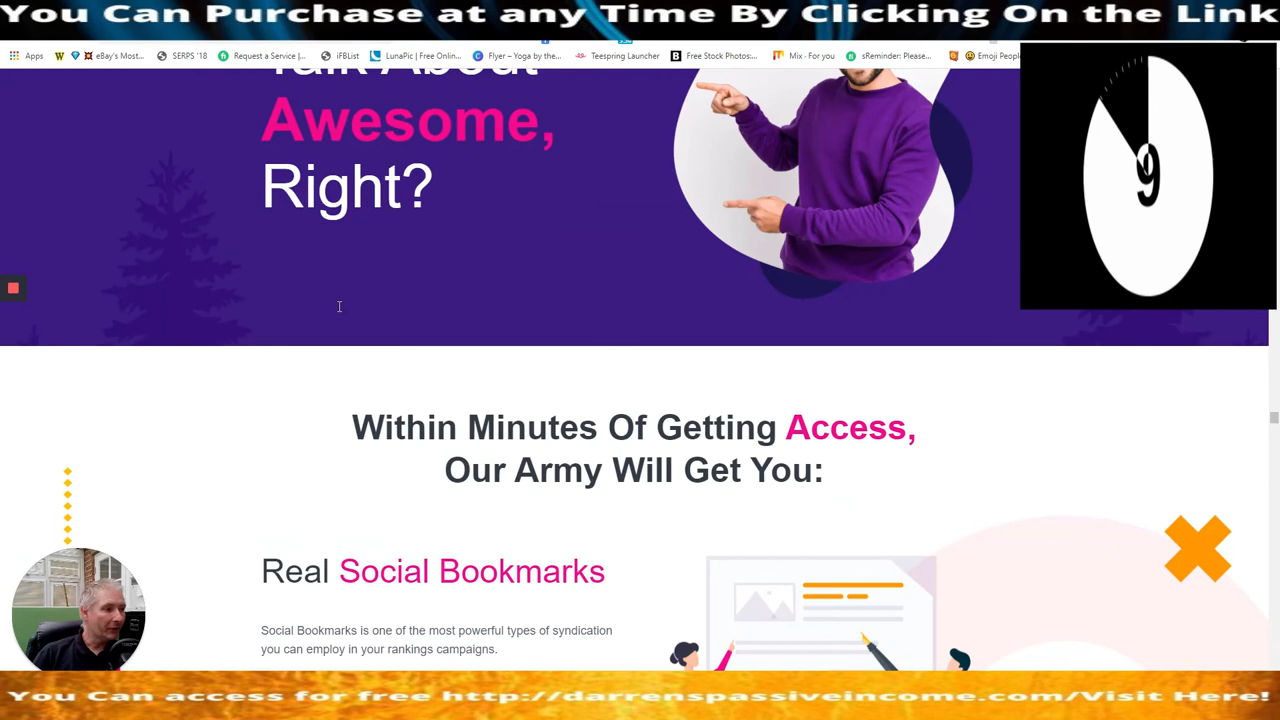 You Can Purchase at any Time By Clicking On the Link
Apps eBay's Most... SERPS '18 Request a Service |... iFBList LunaPic | Free Onlin... Flyer – Yoga by the... Teespring Launcher Free Stock Photos:... Mix · For you sReminder: Please... Emoji People
Talk About
Awesome,
Right?
9
Within Minutes Of Getting Access,
Our Army Will Get You:
Real Social Bookmarks
Social Bookmarks is one of the most powerful types of syndication
you can employ in your rankings campaigns.
You Can access for free http://darrenspassiveincome.com/Visit Here!